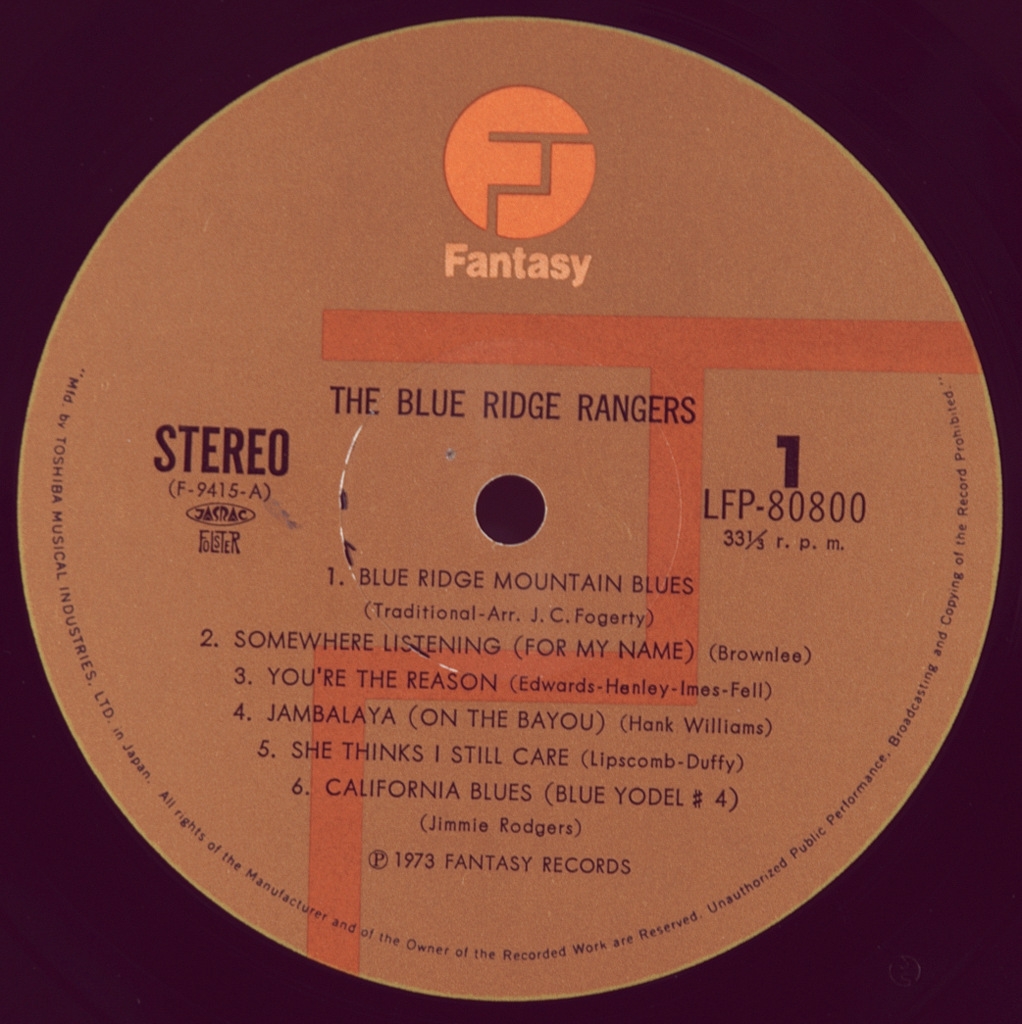 Fantasy
THE BLUE RIDGE RANGERS
STEREO
(F-9415-A)
JASRAC
FOLSTER
1
LFP-80800
33⅓ r. p. m.
1. BLUE RIDGE MOUNTAIN BLUES
(Traditional-Arr. J. C. Fogerty)
2. SOMEWHERE LISTENING (FOR MY NAME) (Brownlee)
3. YOU'RE THE REASON (Edwards-Henley-Imes-Fell)
4. JAMBALAYA (ON THE BAYOU) (Hank Williams)
5. SHE THINKS I STILL CARE (Lipscomb-Duffy)
6. CALIFORNIA BLUES (BLUE YODEL # 4)
(Jimmie Rodgers)
Ⓟ 1973 FANTASY RECORDS
"Mfd. by TOSHIBA MUSICAL INDUSTRIES, LTD. in Japan. All rights of the Manufacturer and of the Owner of the Recorded Work are Reserved. Unauthorized Public Performance, Broadcasting and Copying of the Record Prohibited."